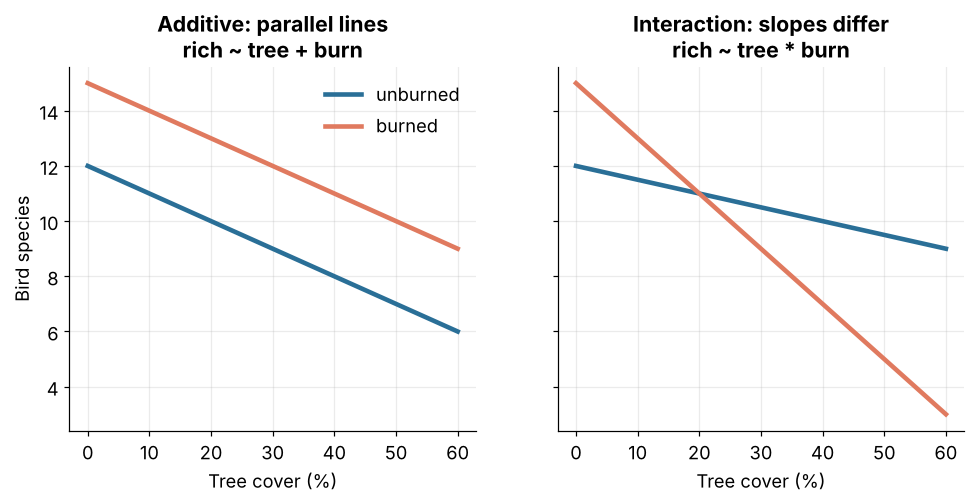 Additive: parallel lines
rich ~ tree + burn
unburned
burned
14
12
10
8
6
4
Bird species
0 10 20 30 40 50 60
Tree cover (%)
Interaction: slopes differ
rich ~ tree * burn
0 10 20 30 40 50 60
Tree cover (%)